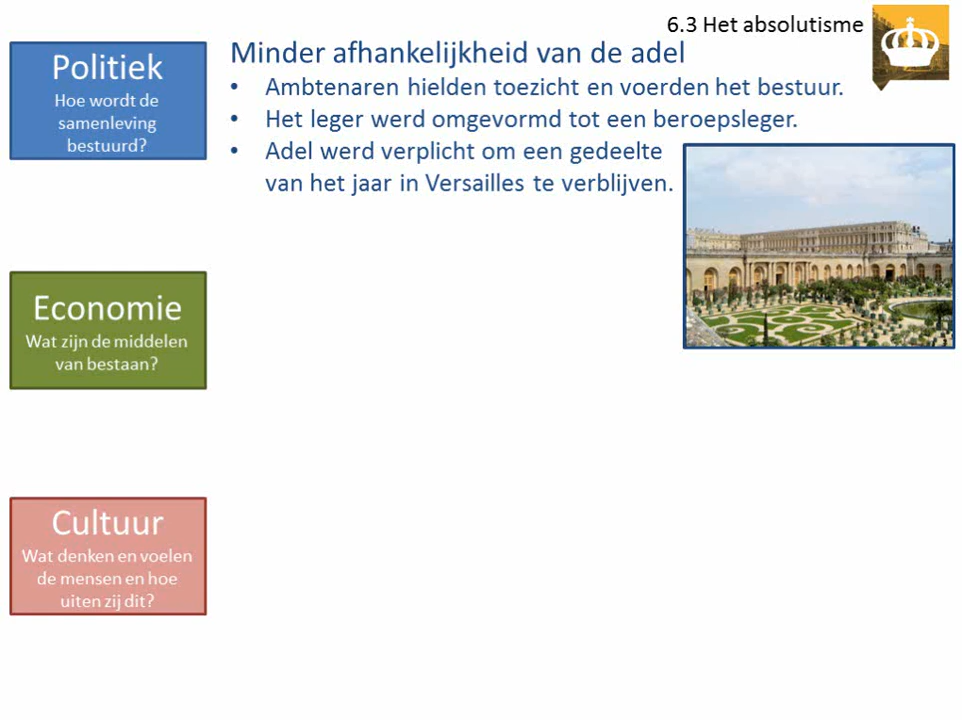 6.3 Het absolutisme
Politiek
Hoe wordt de
samenleving
bestuurd?
Minder afhankelijkheid van de adel
• Ambtenaren hielden toezicht en voerden het bestuur.
• Het leger werd omgevormd tot een beroepsleger.
• Adel werd verplicht om een gedeelte
van het jaar in Versailles te verblijven.
Economie
Wat zijn de middelen
van bestaan?
Cultuur
Wat denken en voelen
de mensen en hoe
uiten zij dit?